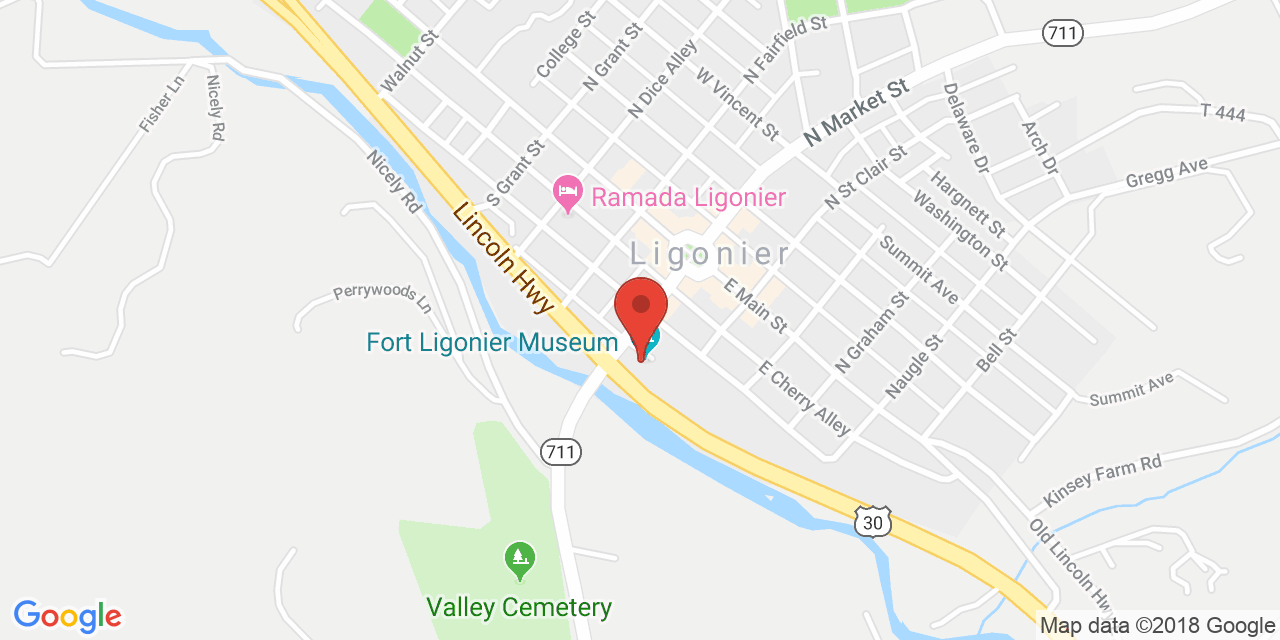 711
N Fairfield St
College St
N Grant St
Walnut St
N Dice Alley
W Vincent St
N Market St
Fisher Ln
Nicely Rd
Delaware Dr
T 444
Arch Dr
S Grant St
N St Clair St
Gregg Ave
Nicely Rd
Hargnett St
Ramada Ligonier
Washington St
Lincoln Hwy
Ligonier
Summit Ave
Perrywoods Ln
E Main St
N Graham St
Fort Ligonier Museum
Naugle St
Bell St
E Cherry Alley
Summit Ave
711
Kinsey Farm Rd
30
Old Lincoln Hwy
Valley Cemetery
Google
Map data ©2018 Google